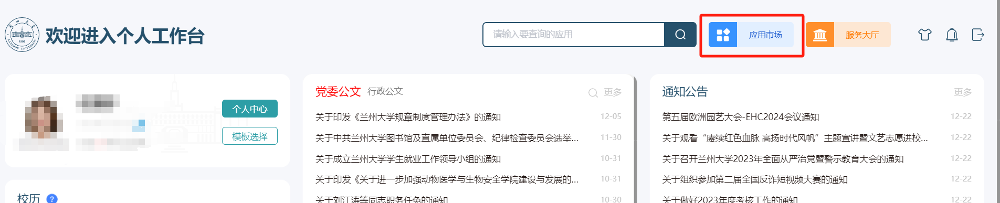 兰州大学
1909
LANZHOU UNIVERSITY
欢迎进入个人工作台
请输入要查询的应用
应用市场
服务大厅
个人中心
模板选择
校历
?
党委公文 行政公文 更多
关于印发《兰州大学规章制度管理办法》的通知 12-05
关于中共兰州大学图书馆及直属单位委员会、纪律检查委员会选举... 11-30
关于成立兰州大学学生就业工作领导小组的通知 10-31
关于印发《关于进一步加强动物医学与生物安全学院建设与发展的... 10-31
关于刘江涛等同志职务任免的通知 10-30
通知公告 更多
第五届欧洲园艺大会-EHC2024会议通知 12-22
关于观看“赓续红色血脉 高扬时代风帆”主题宣讲暨文艺志愿进校... 12-22
关于召开兰州大学2023年全面从严治党暨警示教育大会的通知 12-22
关于组织参加第二届全国反诈短视频大赛的通知 12-22
关于做好2023年度考核工作的通知 12-22